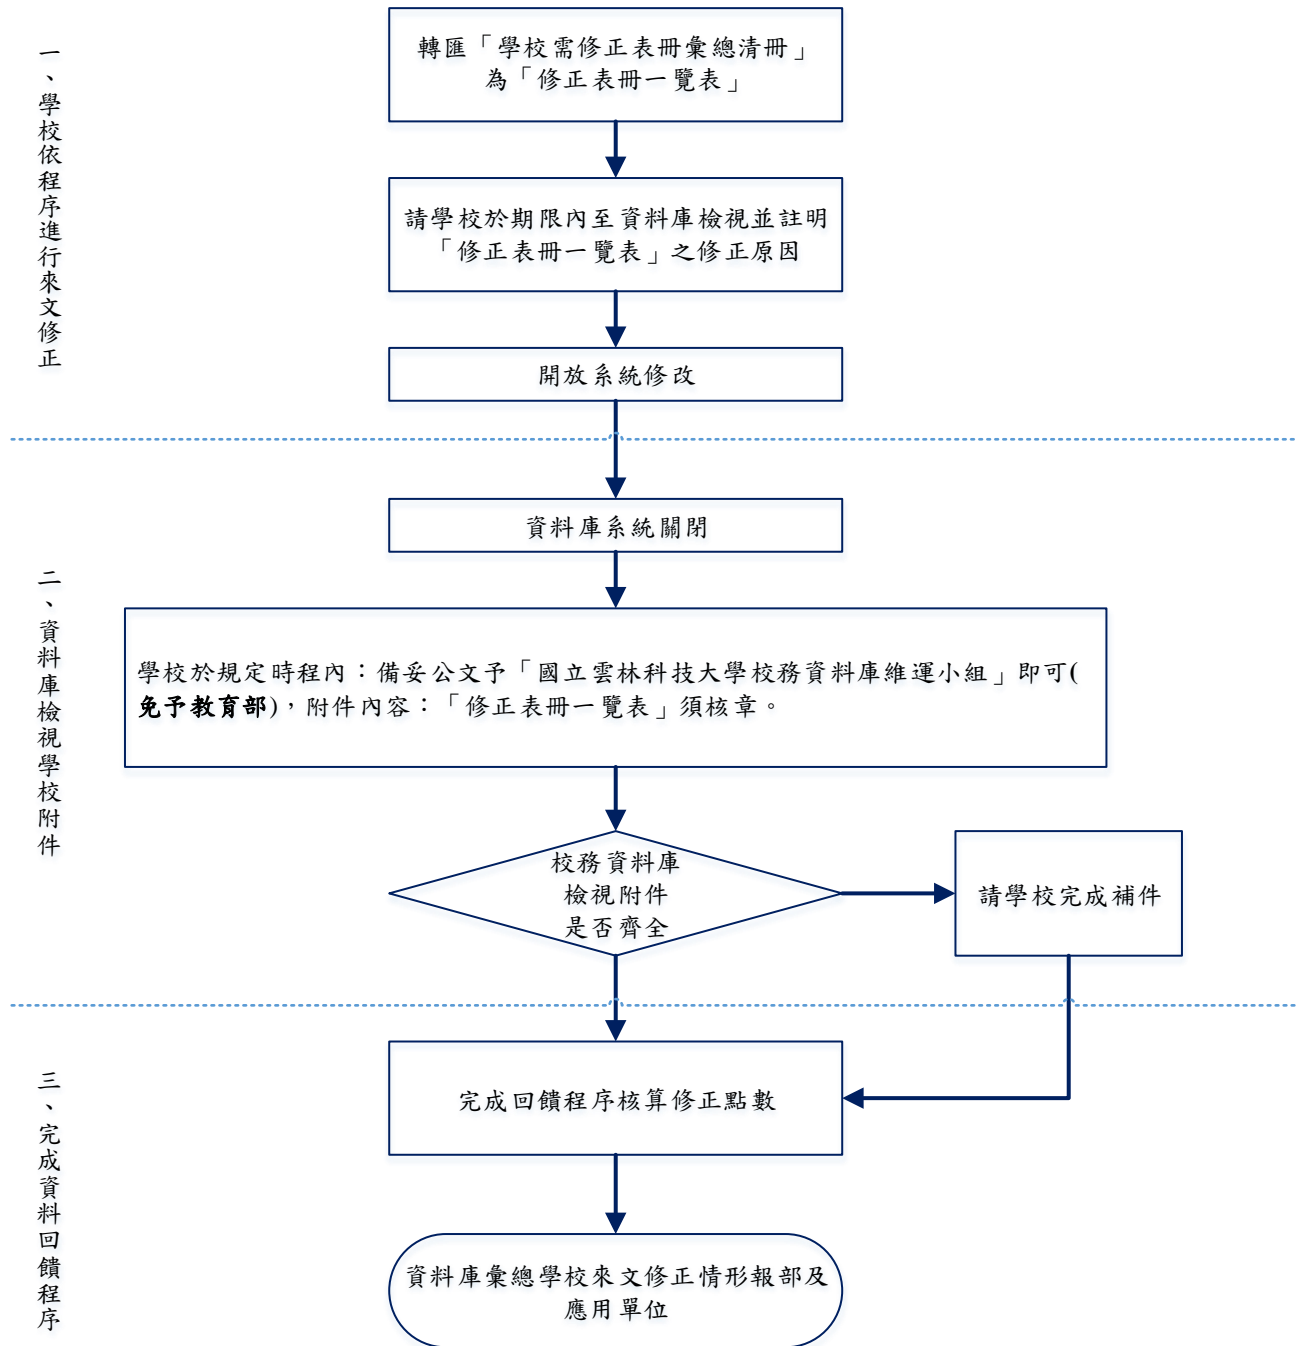 一、學校依程序進行來文修正
轉匯「學校需修正表冊彙總清冊」
為「修正表冊一覽表」
請學校於期限內至資料庫檢視並註明
「修正表冊一覽表」之修正原因
開放系統修改
二、資料庫檢視學校附件
資料庫系統關閉
學校於規定時程內：備妥公文予「國立雲林科技大學校務資料庫維運小組」即可(
免予教育部)，附件內容：「修正表冊一覽表」須核章。
校務資料庫
檢視附件
是否齊全
請學校完成補件
三、完成資料回饋程序
完成回饋程序核算修正點數
資料庫彙總學校來文修正情形報部及
應用單位